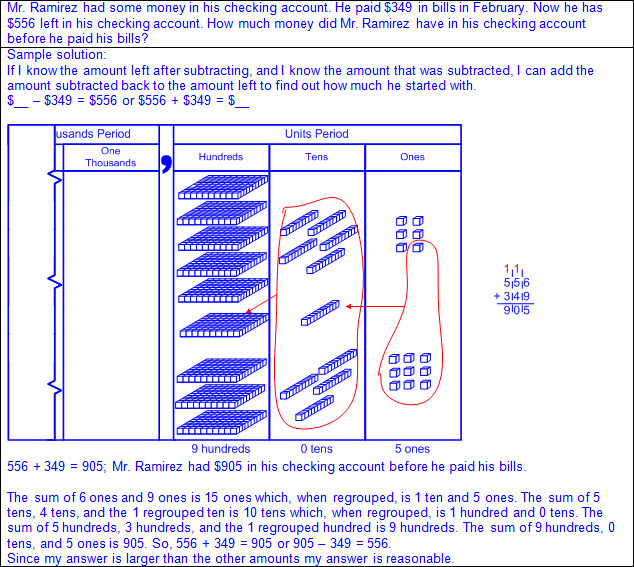 Mr. Ramirez had some money in his checking account. He paid $349 in bills in February. Now he has
$556 left in his checking account. How much money did Mr. Ramirez have in his checking account
before he paid his bills?
Sample solution:
If I know the amount left after subtracting, and I know the amount that was subtracted, I can add the
amount subtracted back to the amount left to find out how much he started with.
$__ – $349 = $556 or $556 + $349 = $__
usands Period
Units Period
One
Thousands
,
Hundreds
Tens
Ones
1 1
556
+ 349
905
9 hundreds
0 tens
5 ones
556 + 349 = 905; Mr. Ramirez had $905 in his checking account before he paid his bills.
The sum of 6 ones and 9 ones is 15 ones which, when regrouped, is 1 ten and 5 ones. The sum of 5
tens, 4 tens, and the 1 regrouped ten is 10 tens which, when regrouped, is 1 hundred and 0 tens. The
sum of 5 hundreds, 3 hundreds, and the 1 regrouped hundred is 9 hundreds. The sum of 9 hundreds, 0
tens, and 5 ones is 905. So, 556 + 349 = 905 or 905 – 349 = 556.
Since my answer is larger than the other amounts my answer is reasonable.